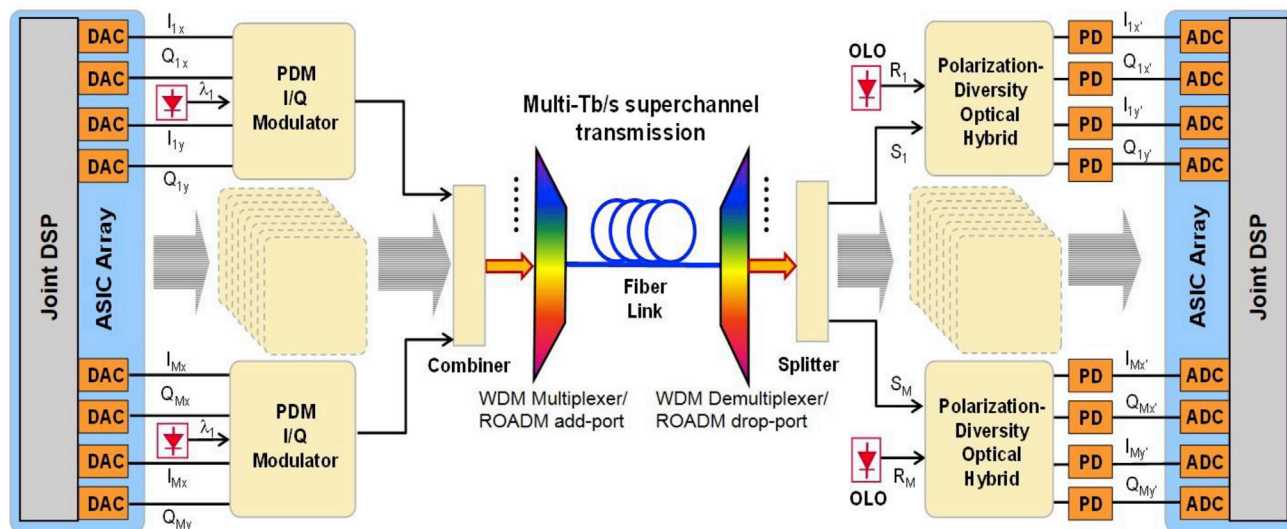 Joint DSP
ASIC Array
DAC
I1x
DAC
Q1x
λ1
DAC
I1y
DAC
Q1y
PDM
I/Q
Modulator
DAC
IMx
DAC
QMx
λ1
DAC
IMx
DAC
QMy
PDM
I/Q
Modulator
Combiner
Multi-Tb/s superchannel
transmission
WDM Multiplexer/
ROADM add-port
Fiber
Link
WDM Demultiplexer/
ROADM drop-port
Splitter
OLO
R1
S1
Polarization-
Diversity
Optical
Hybrid
PD
I1x'
ADC
PD
Q1x'
ADC
PD
I1y'
ADC
PD
Q1y'
ADC
SM
RM
OLO
Polarization-
Diversity
Optical
Hybrid
PD
IMx'
ADC
PD
QMx'
ADC
PD
IMy'
ADC
PD
QMy'
ADC
ASIC Array
Joint DSP